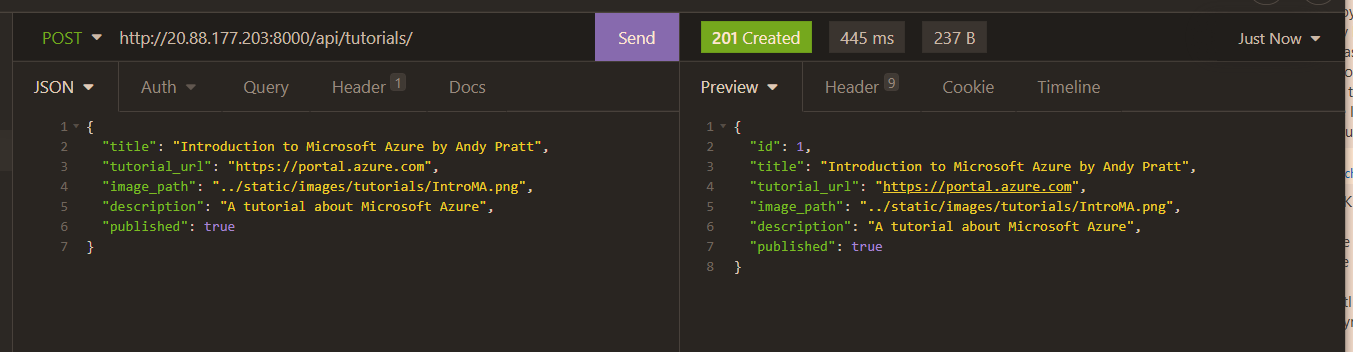 POST http://20.88.177.203:8000/api/tutorials/ Send 201 Created 445 ms 237 B Just Now
JSON Auth Query Header 1 Docs Preview Header 9 Cookie Timeline
1 {
2 "title": "Introduction to Microsoft Azure by Andy Pratt",
3 "tutorial_url": "https://portal.azure.com",
4 "image_path": "../static/images/tutorials/IntroMA.png",
5 "description": "A tutorial about Microsoft Azure",
6 "published": true
7 }
1 {
2 "id": 1,
3 "title": "Introduction to Microsoft Azure by Andy Pratt",
4 "tutorial_url": "https://portal.azure.com",
5 "image_path": "../static/images/tutorials/IntroMA.png",
6 "description": "A tutorial about Microsoft Azure",
7 "published": true
8 }